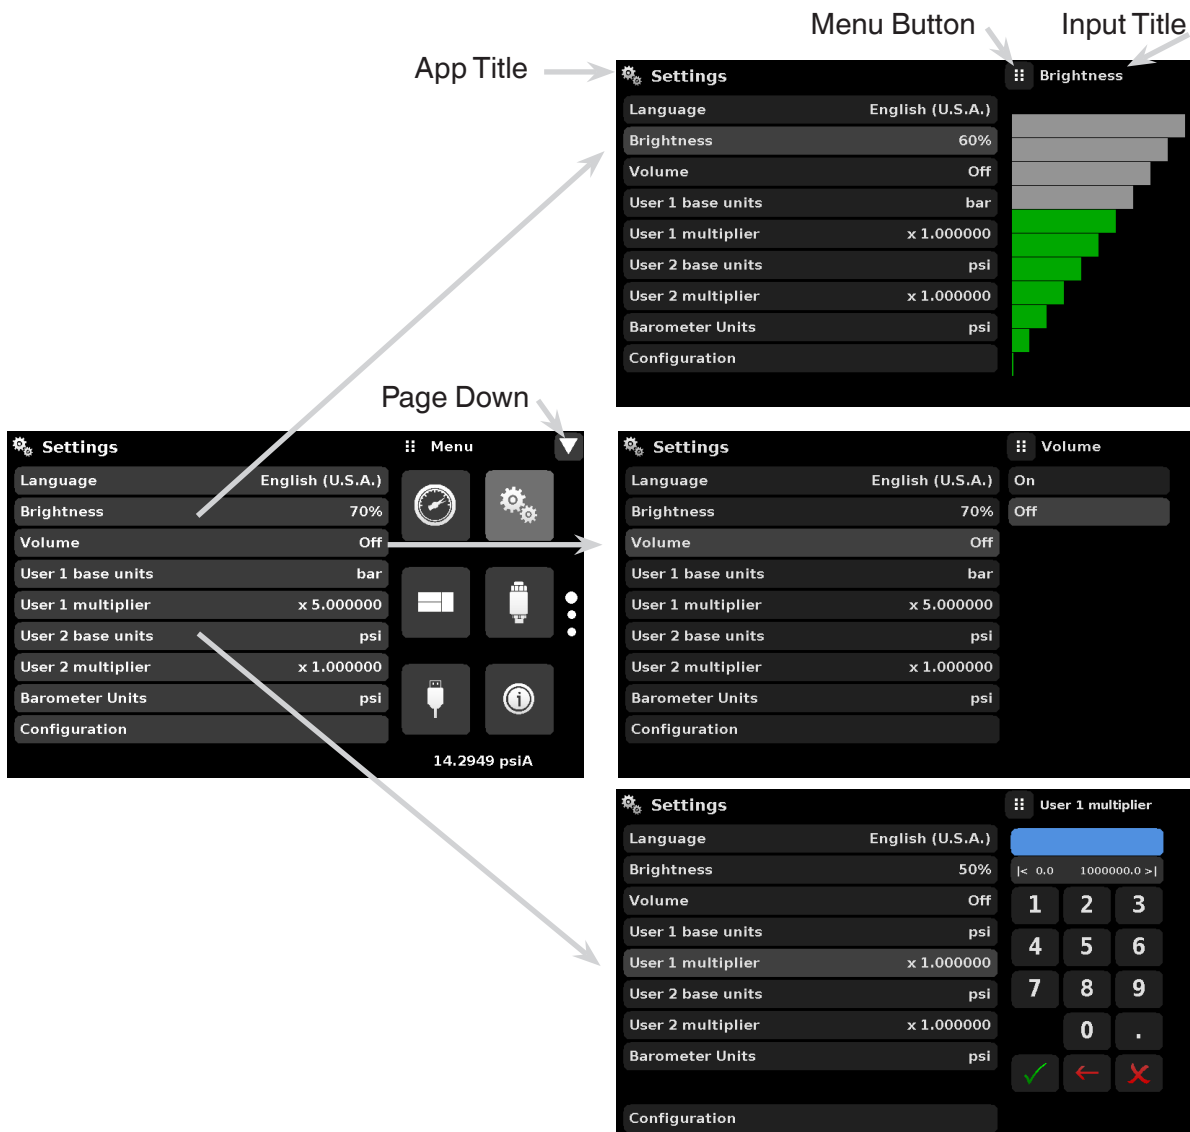 Menu Button
Input Title
App Title
Settings
Brightness
Language English (U.S.A.)
Brightness 60%
Volume Off
User 1 base units bar
User 1 multiplier x 1.000000
User 2 base units psi
User 2 multiplier x 1.000000
Barometer Units psi
Configuration
Page Down
Settings
Menu
Language English (U.S.A.)
Brightness 70%
Volume Off
User 1 base units bar
User 1 multiplier x 5.000000
User 2 base units psi
User 2 multiplier x 1.000000
Barometer Units psi
Configuration
14.2949 psiA
Settings
Volume
Language English (U.S.A.)
Brightness 70%
Volume Off
User 1 base units bar
User 1 multiplier x 5.000000
User 2 base units psi
User 2 multiplier x 1.000000
Barometer Units psi
Configuration
On
Off
Settings
User 1 multiplier
Language English (U.S.A.)
Brightness 50%
Volume Off
User 1 base units psi
User 1 multiplier x 1.000000
User 2 base units psi
User 2 multiplier x 1.000000
Barometer Units psi
Configuration
|< 0.0 1000000.0 >|
1 2 3
4 5 6
7 8 9
0 .